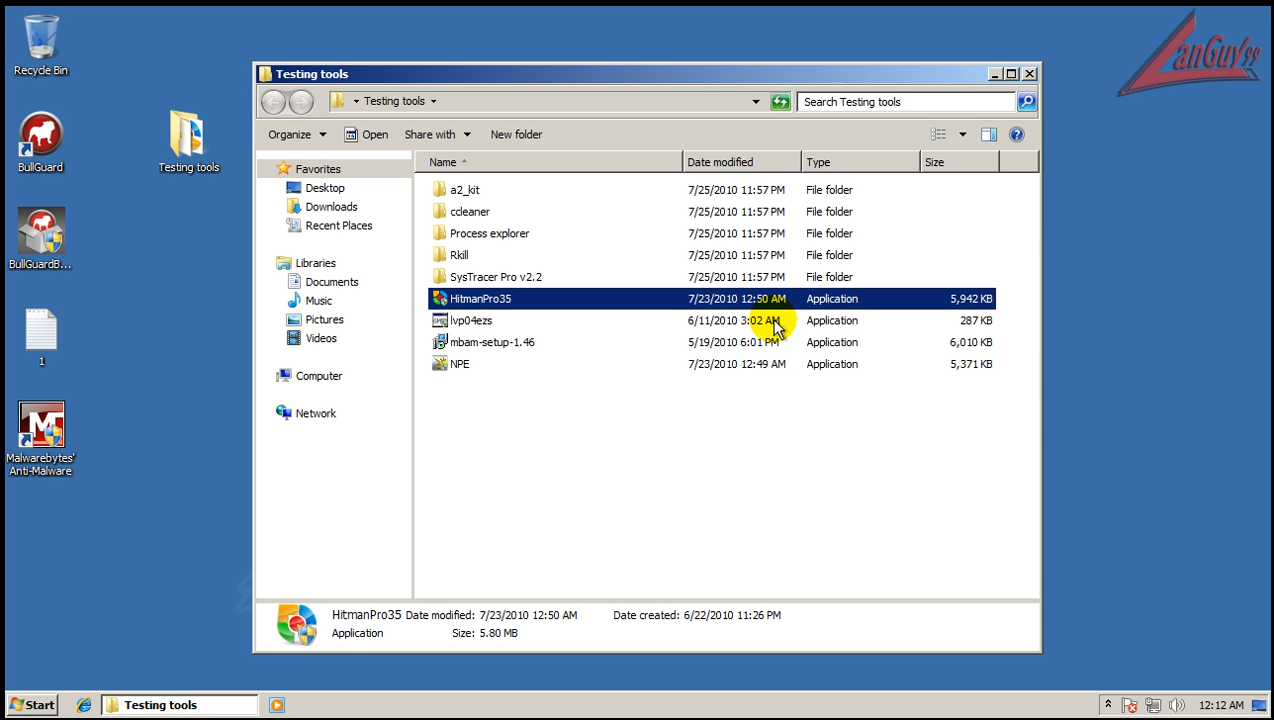 Recycle Bin
BullGuard
BullGuardB...
1
Malwarebytes'
Anti-Malware
Testing tools
anGuy99
Testing tools
Testing tools
Search Testing tools
Organize
Open
Share with
New folder
Favorites
Desktop
Downloads
Recent Places
Libraries
Documents
Music
Pictures
Videos
Computer
Network
Name Date modified Type Size
a2_kit 7/25/2010 11:57 PM File folder
ccleaner 7/25/2010 11:57 PM File folder
Process explorer 7/25/2010 11:57 PM File folder
Rkill 7/25/2010 11:57 PM File folder
SysTracer Pro v2.2 7/25/2010 11:57 PM File folder
HitmanPro35 7/23/2010 12:50 AM Application 5,942 KB
lvp04ezs 6/11/2010 3:02 AM Application 287 KB
mbam-setup-1.46 5/19/2010 6:01 PM Application 6,010 KB
NPE 7/23/2010 12:49 AM Application 5,371 KB
HitmanPro35 Date modified: 7/23/2010 12:50 AM Date created: 6/22/2010 11:26 PM
Application Size: 5.80 MB
Start
Testing tools
12:12 AM